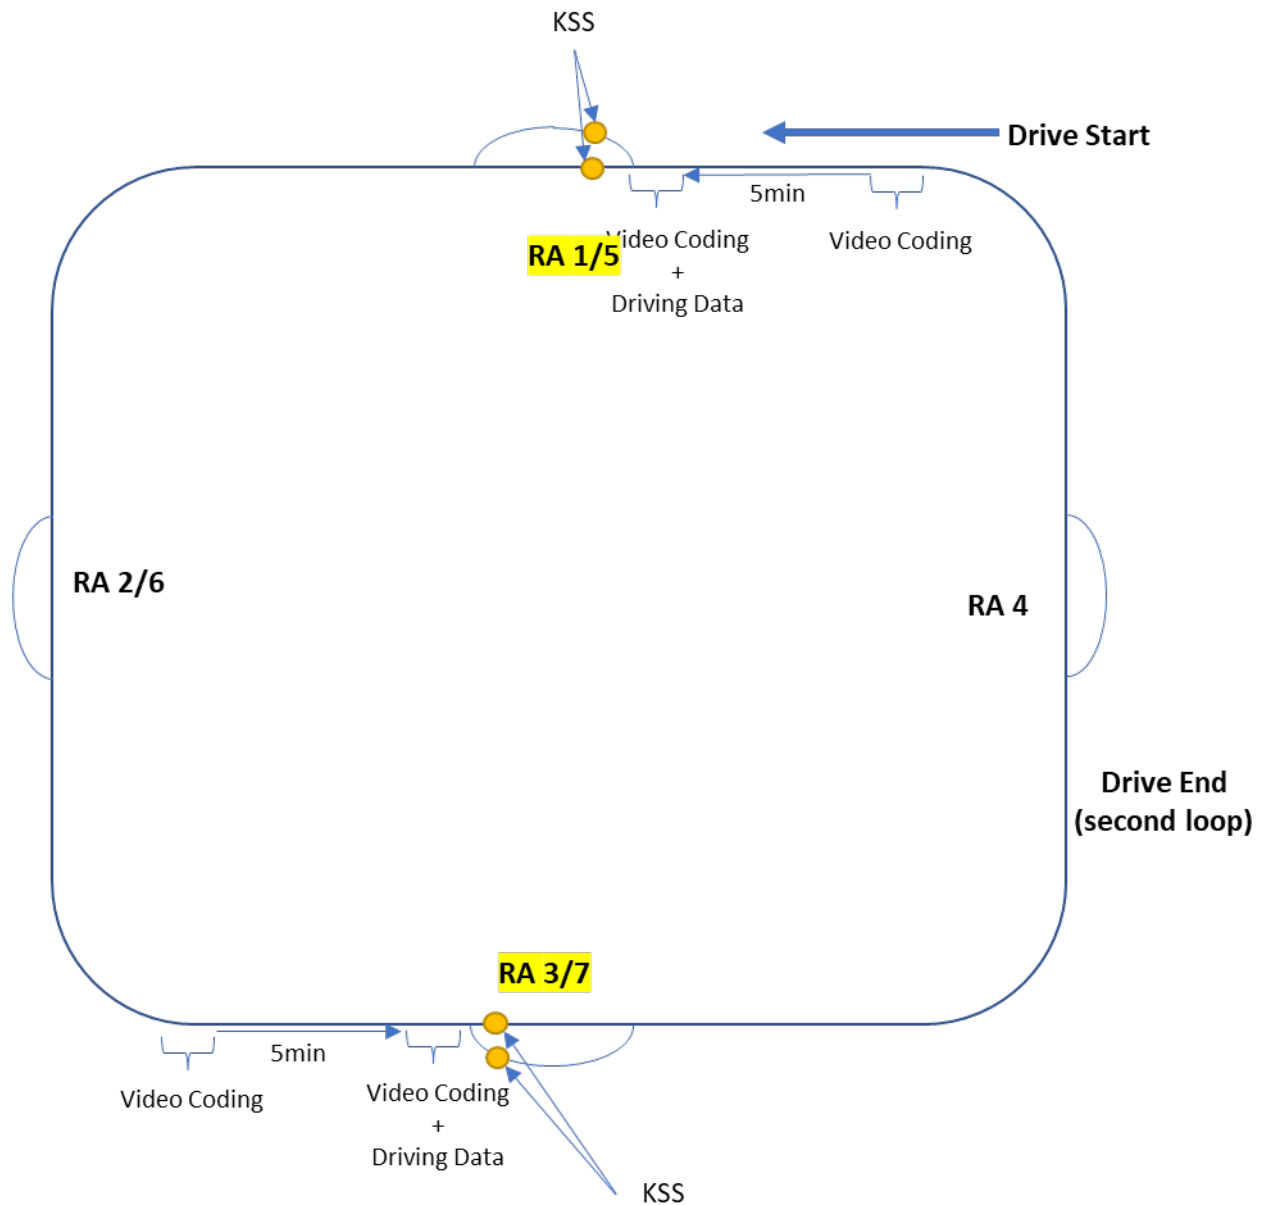 KSS
Drive Start
5min
Video Coding
+
Driving Data
Video Coding
RA 1/5
RA 2/6
RA 4
Drive End
(second loop)
RA 3/7
5min
Video Coding
Video Coding
+
Driving Data
KSS